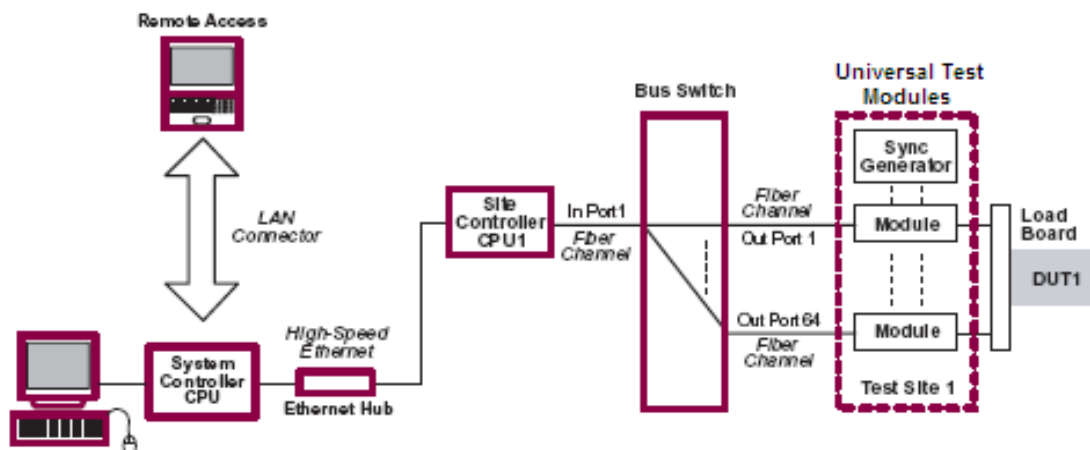 Remote Access
LAN
Connector
System
Controller
CPU
High-Speed
Ethernet
Ethernet Hub
Site
Controller
CPU1
In Port1
Fiber
Channel
Bus Switch
Fiber
Channel
Out Port 1
Out Port 64
Fiber
Channel
Universal Test
Modules
Sync
Generator
Module
Module
Test Site 1
Load
Board
DUT1